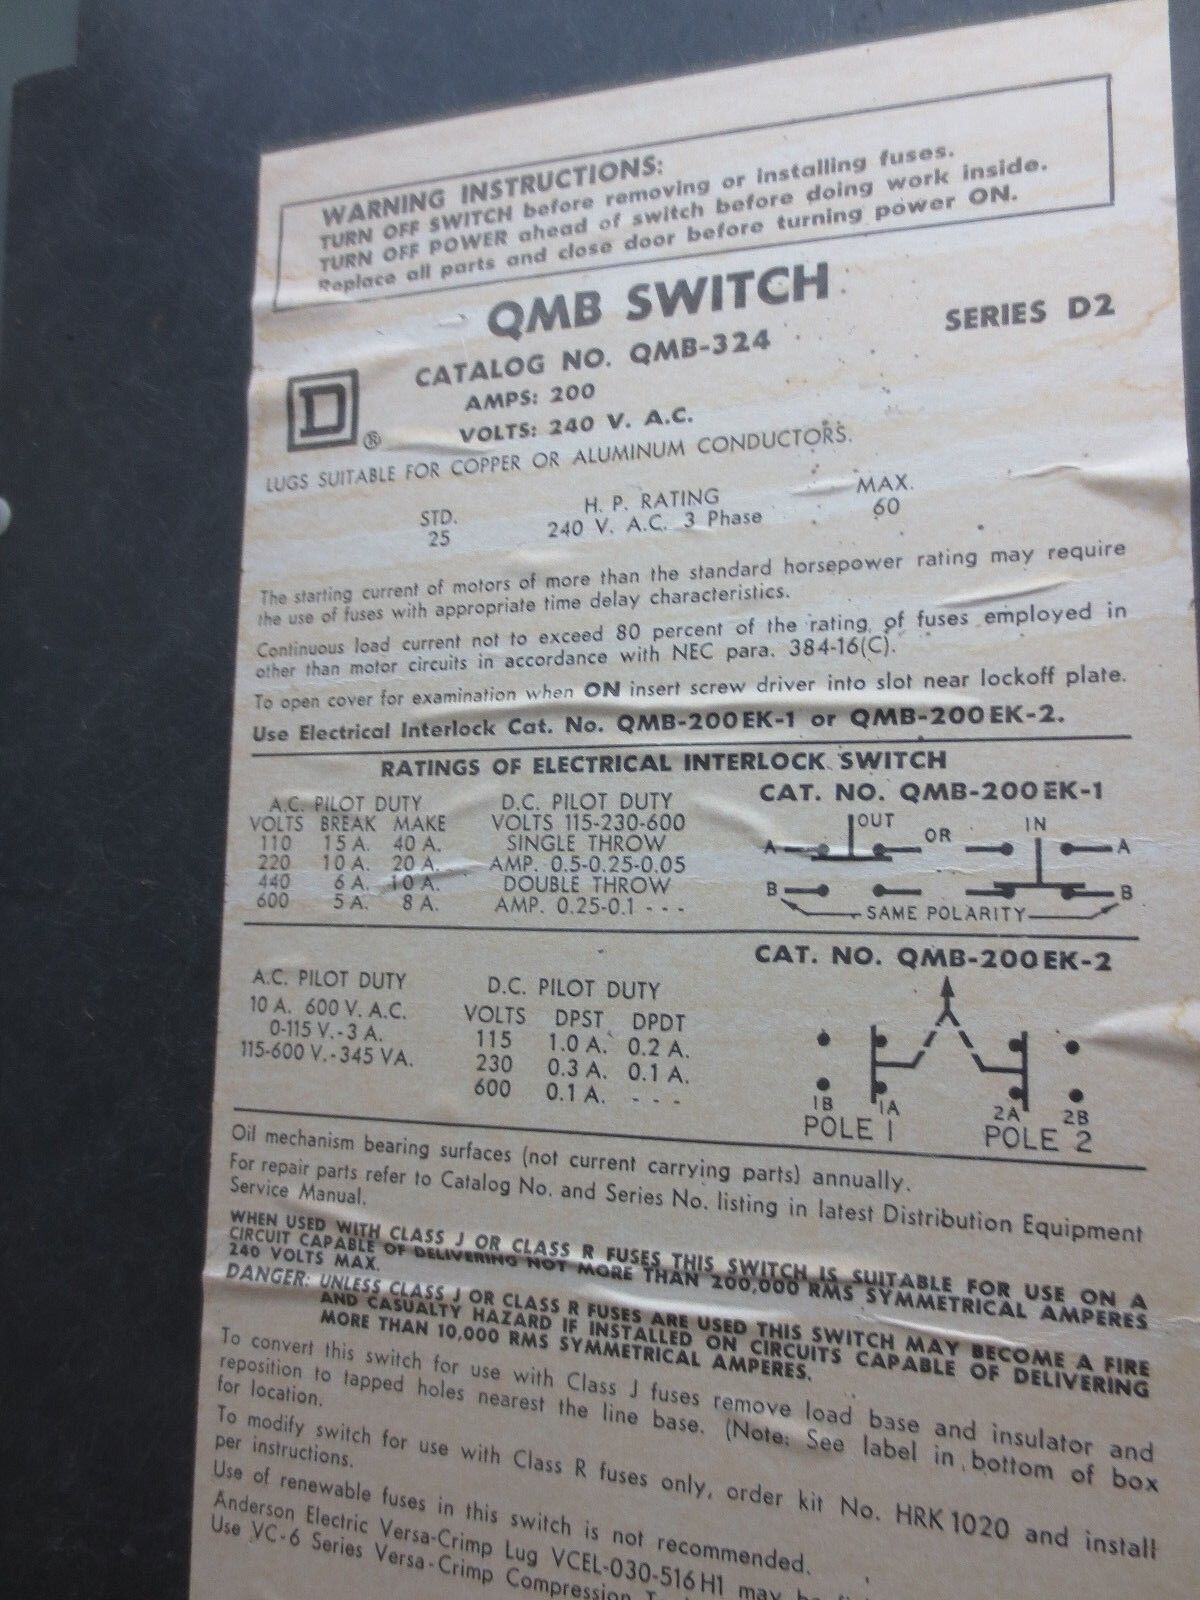 WARNING INSTRUCTIONS:
TURN OFF SWITCH before removing or installing fuses.
TURN OFF POWER ahead of switch before doing work inside.
Replace all parts and close door before turning power ON.
QMB SWITCH
SERIES D2
CATALOG NO. QMB-324
AMPS: 200
VOLTS: 240 V. A.C.
D ®
LUGS SUITABLE FOR COPPER OR ALUMINUM CONDUCTORS.
STD. H. P. RATING MAX.
25 240 V. A.C. 3 Phase 60
The starting current of motors of more than the standard horsepower rating may require
the use of fuses with appropriate time delay characteristics.
Continuous load current not to exceed 80 percent of the rating of fuses employed in
other than motor circuits in accordance with NEC para. 384-16(C).
To open cover for examination when ON insert screw driver into slot near lockoff plate.
Use Electrical Interlock Cat. No. QMB-200EK-1 or QMB-200EK-2.
RATINGS OF ELECTRICAL INTERLOCK SWITCH
A.C. PILOT DUTY
VOLTS BREAK MAKE
110 15 A. 40 A.
220 10 A. 20 A.
440 6 A. 10 A.
600 5 A. 8 A.
D.C. PILOT DUTY
VOLTS 115-230-600
SINGLE THROW
AMP. 0.5-0.25-0.05
DOUBLE THROW
AMP. 0.25-0.1 - - -
CAT. NO. QMB-200EK-1
OUT OR IN
A A
B B
SAME POLARITY
CAT. NO. QMB-200EK-2
A.C. PILOT DUTY
10 A. 600 V. A.C.
0-115 V.-3 A.
115-600 V.-345 VA.
D.C. PILOT DUTY
VOLTS DPST DPDT
115 1.0 A. 0.2 A.
230 0.3 A. 0.1 A.
600 0.1 A. - - -
1B 1A 2A 2B
POLE 1 POLE 2
Oil mechanism bearing surfaces (not current carrying parts) annually.
For repair parts refer to Catalog No. and Series No. listing in latest Distribution Equipment
Service Manual.
WHEN USED WITH CLASS J OR CLASS R FUSES THIS SWITCH IS SUITABLE FOR USE ON A
CIRCUIT CAPABLE OF DELIVERING NOT MORE THAN 200,000 RMS SYMMETRICAL AMPERES
240 VOLTS MAX.
DANGER: UNLESS CLASS J OR CLASS R FUSES ARE USED THIS SWITCH MAY BECOME A FIRE
AND CASUALTY HAZARD IF INSTALLED ON CIRCUITS CAPABLE OF DELIVERING
MORE THAN 10,000 RMS SYMMETRICAL AMPERES.
To convert this switch for use with Class J fuses remove load base and insulator and
reposition to tapped holes nearest the line base. (Note: See label in bottom of box
for location.
To modify switch for use with Class R fuses only, order kit No. HRK 1020 and install
per instructions.
Use of renewable fuses in this switch is not recommended.
Anderson Electric Versa-Crimp Lug VCEL-030-516H1 may be
Use VC-6 Series Versa-Crimp Compression